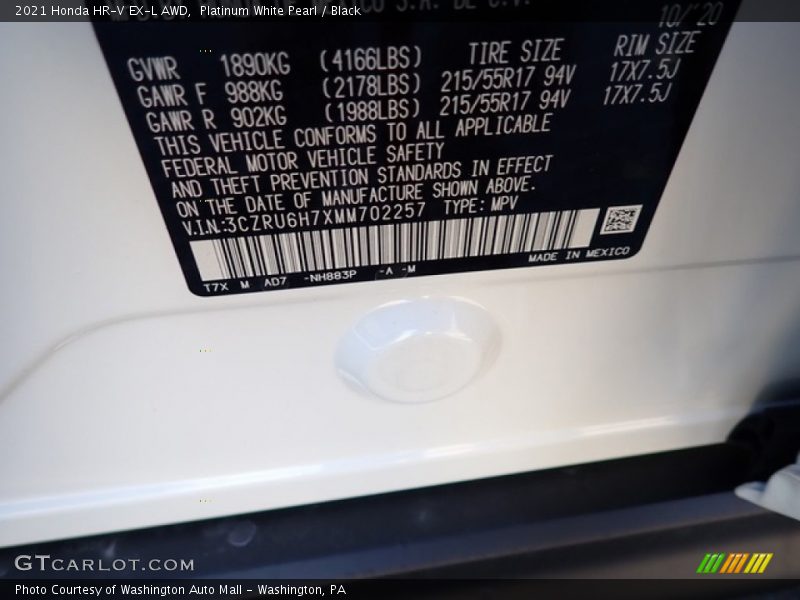 2021 Honda HR-V EX-L AWD,  Platinum White Pearl / Black
10/'20
GVWR 1890KG (4166LBS) TIRE SIZE RIM SIZE
GAWR F 988KG (2178LBS) 215/55R17 94V 17X7.5J
GAWR R 902KG (1988LBS) 215/55R17 94V 17X7.5J
THIS VEHICLE CONFORMS TO ALL APPLICABLE
FEDERAL MOTOR VEHICLE SAFETY
AND THEFT PREVENTION STANDARDS IN EFFECT
ON THE DATE OF MANUFACTURE SHOWN ABOVE.
V.I.N.:3CZRU6H7XMM702257 TYPE: MPV
MADE IN MEXICO
T7X M AD7 -NH883P -A -M
GTCARLOT.COM
Photo Courtesy of Washington Auto Mall - Washington, PA